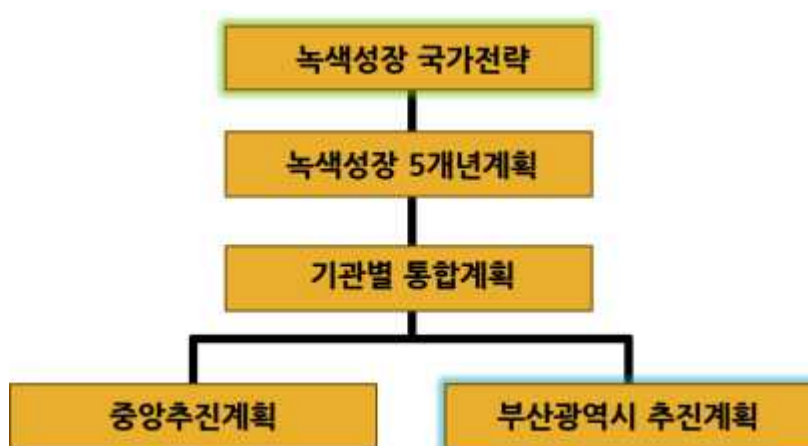 녹색성장 국가전략
녹색성장 5개년계획
기관별 통합계획
중앙추진계획
부산광역시 추진계획